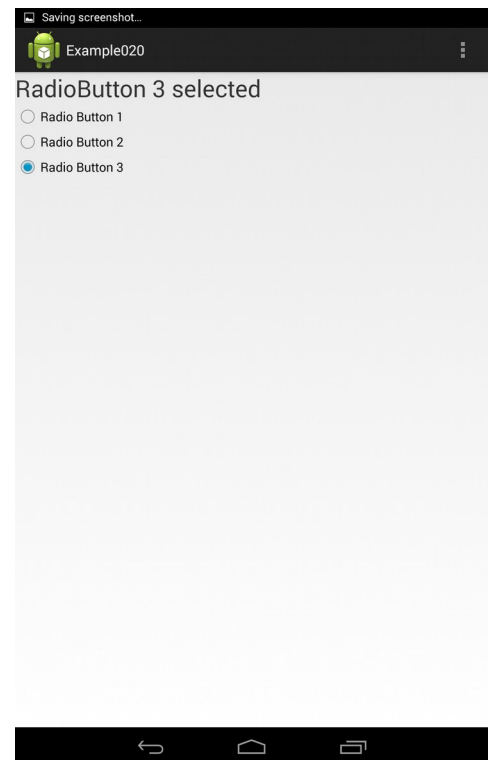 Saving screenshot...
Example020
RadioButton 3 selected
Radio Button 1
Radio Button 2
Radio Button 3